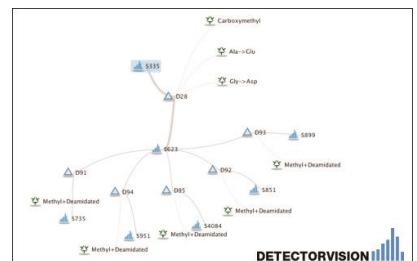 Carboxymethyl
Ala->Glu
S335
Gly->Asp
D28
D93
S899
S623
Methyl+Deamidated
D91
D92
D94
D95
S851
Methyl+Deamidated
Methyl+Deamidated
S735
S4084
S951
Methyl+Deamidated
Methyl+Deamidated
DETECTORVISION